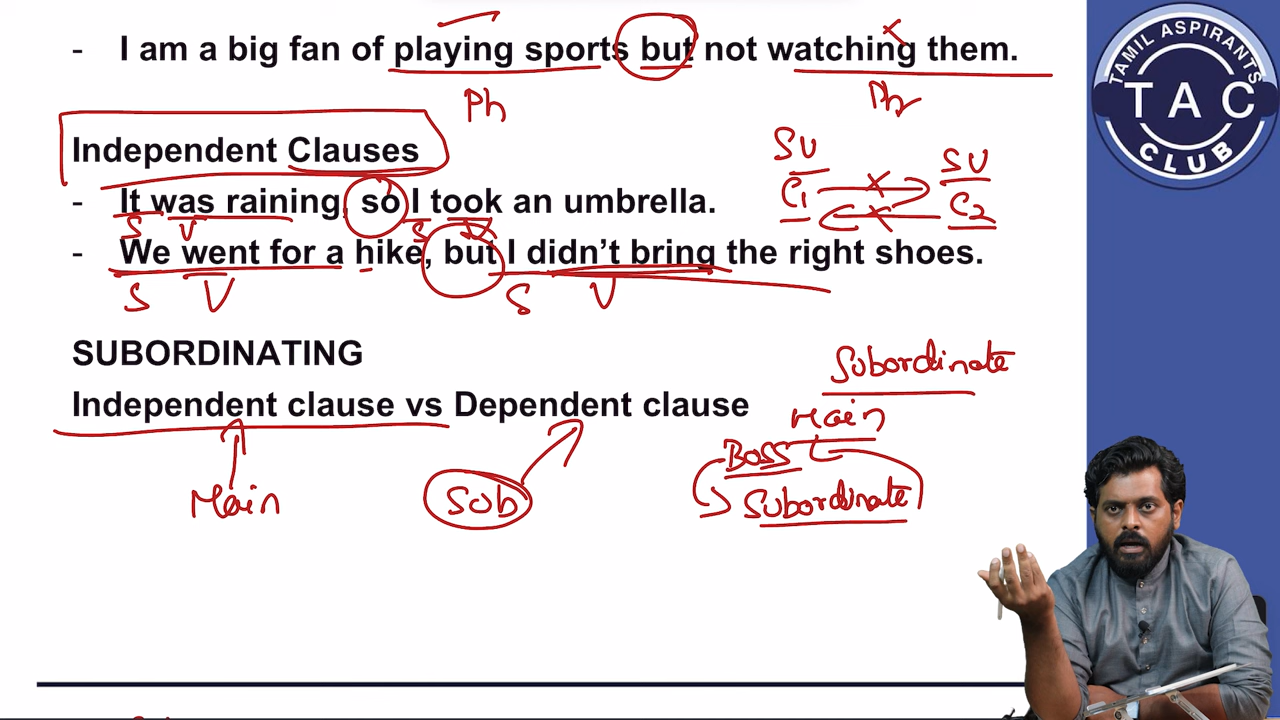 - I am a big fan of playing sports but not watching them.
Ph Ph
Independent Clauses
SV SV
C1 C2
- It was raining, so I took an umbrella.
S V S V
- We went for a hike, but I didn't bring the right shoes.
S V S V
SUBORDINATING
Subordinate
Independent clause vs Dependent clause
Main
Boss
Main Sub Subordinate
TAMIL ASPIRANTS
TAC
CLUB